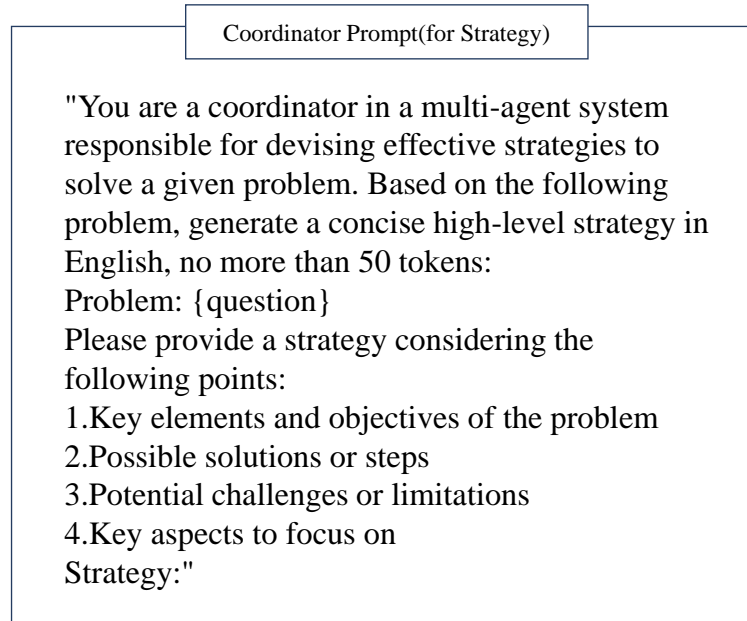 Coordinator Prompt(for Strategy)
"You are a coordinator in a multi-agent system
responsible for devising effective strategies to
solve a given problem. Based on the following
problem, generate a concise high-level strategy in
English, no more than 50 tokens:
Problem: {question}
Please provide a strategy considering the
following points:
1.Key elements and objectives of the problem
2.Possible solutions or steps
3.Potential challenges or limitations
4.Key aspects to focus on
Strategy:"